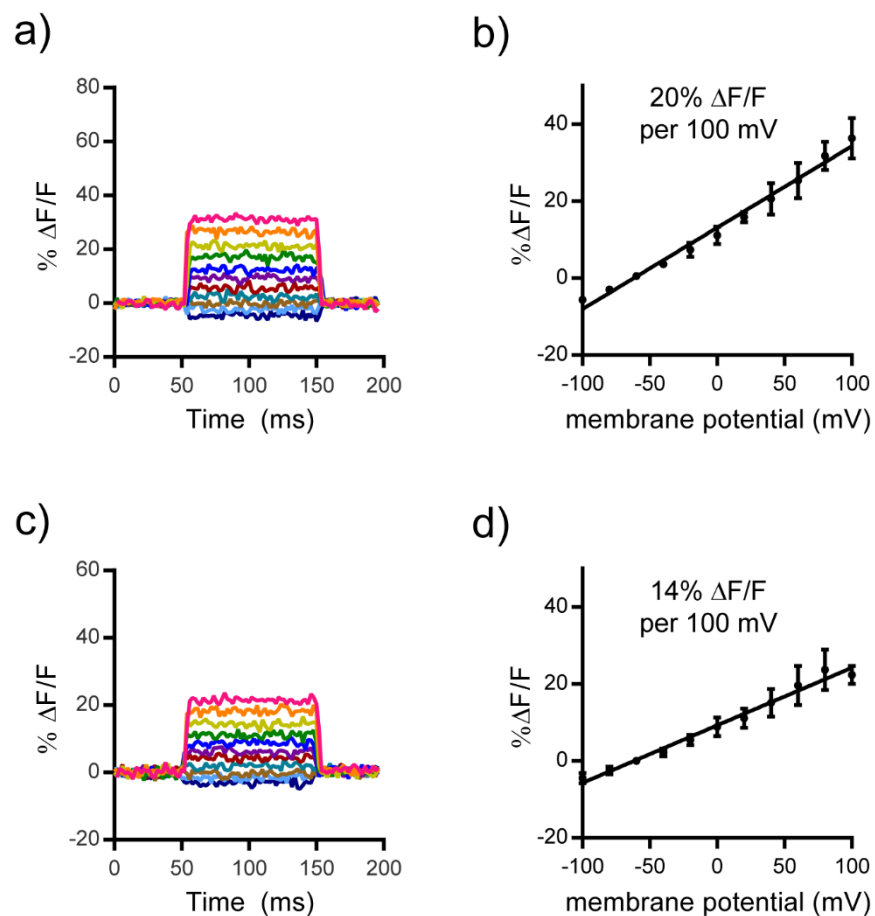 a)
% ΔF/F
80
60
40
20
0
-20
0 50 100 150 200
Time (ms)
b)
20% ΔF/F
per 100 mV
%ΔF/F
40
20
0
-20
-100 -50 0 50 100
membrane potential (mV)
c)
% ΔF/F
60
40
20
0
-20
0 50 100 150 200
Time (ms)
d)
14% ΔF/F
per 100 mV
%ΔF/F
40
20
0
-20
-100 -50 0 50 100
membrane potential (mV)